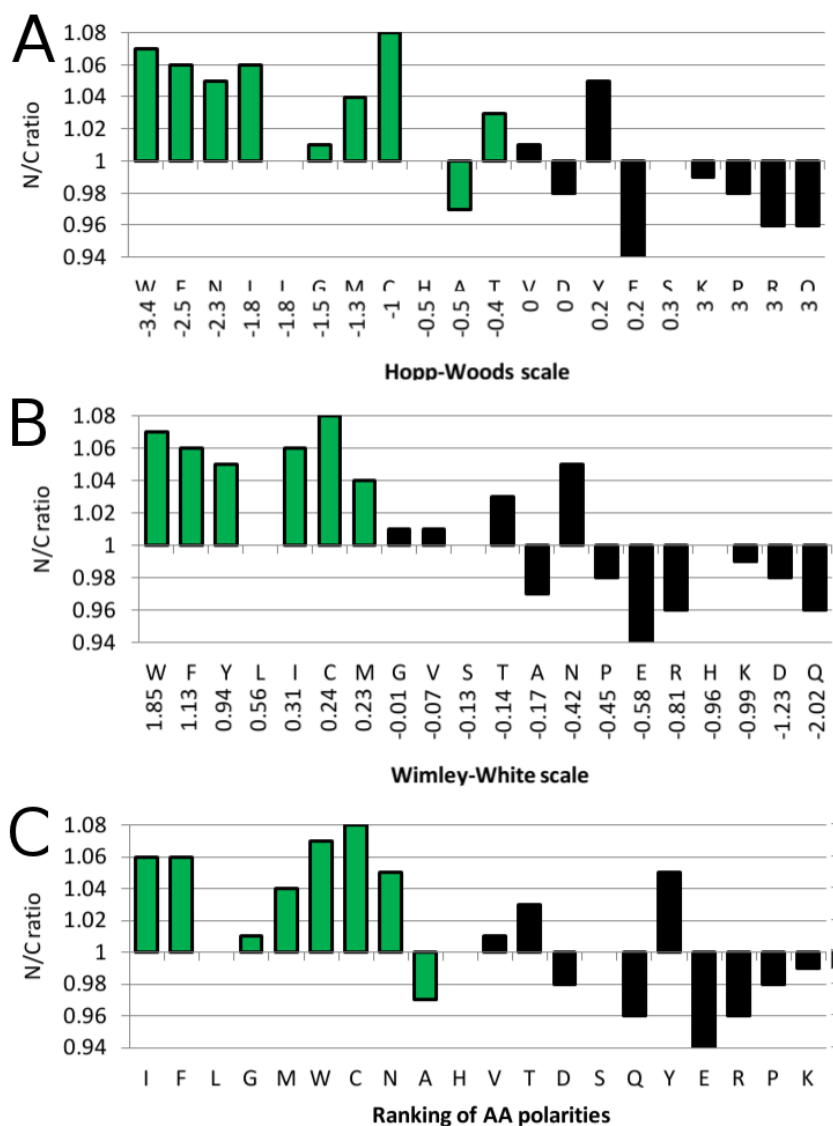 A
1.08
1.06
1.04
1.02
1
0.98
0.96
0.94
N/C ratio
W F N I L G M C H A T V D Y E S K P R Q
-3.4 -2.5 -2.3 -1.8 -1.8 -1.5 -1.3 -1 -0.5 -0.5 -0.4 0 0 0.2 0.2 0.3 3 3 3 3
Hopp-Woods scale
B
1.08
1.06
1.04
1.02
1
0.98
0.96
0.94
N/C ratio
W F Y L I C M G V S T A N P E R H K D Q
1.85 1.13 0.94 0.56 0.31 0.24 0.23 -0.01 -0.07 -0.13 -0.14 -0.17 -0.42 -0.45 -0.58 -0.81 -0.96 -0.99 -1.23 -2.02
Wimley-White scale
C
1.08
1.06
1.04
1.02
1
0.98
0.96
0.94
N/C ratio
I F L G M W C N A H V T D S Q Y E R P K
Ranking of AA polarities